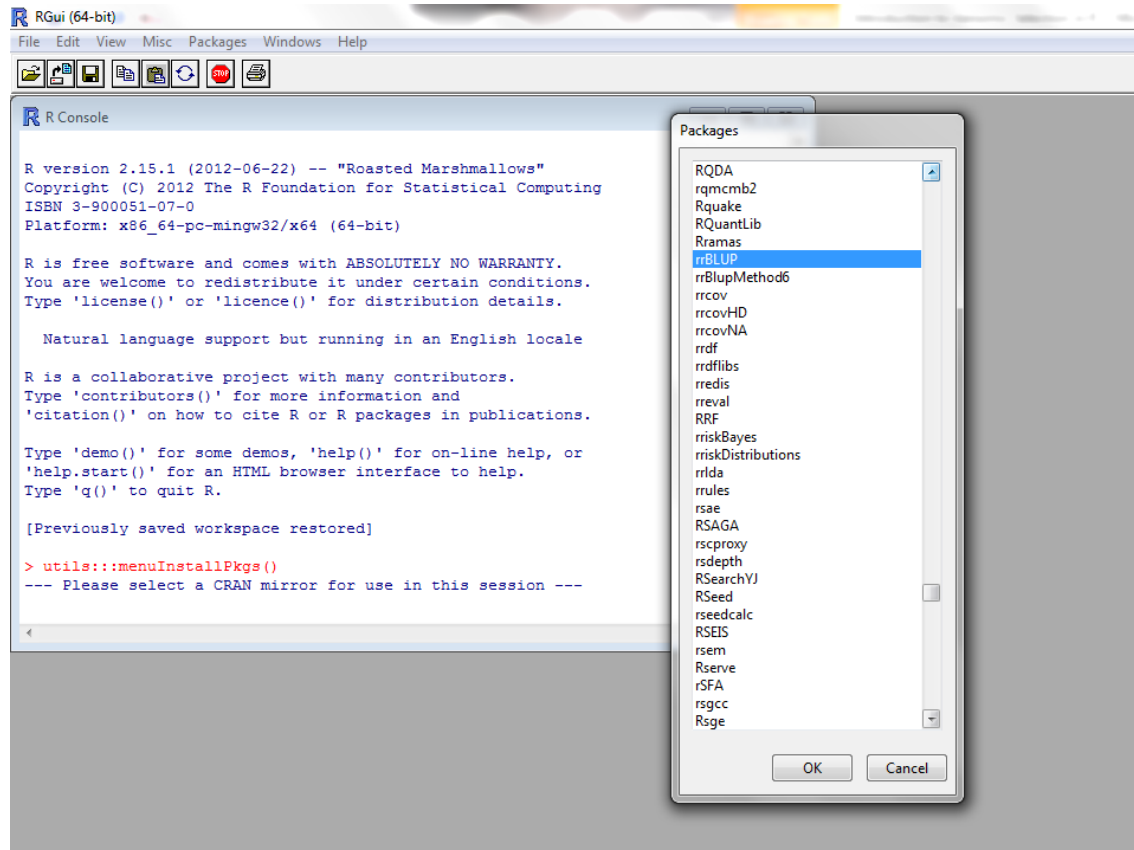 RGui (64-bit)
File Edit View Misc Packages Windows Help
STOP
R Console
R version 2.15.1 (2012-06-22) -- "Roasted Marshmallows"
Copyright (C) 2012 The R Foundation for Statistical Computing
ISBN 3-900051-07-0
Platform: x86_64-pc-mingw32/x64 (64-bit)
R is free software and comes with ABSOLUTELY NO WARRANTY.
You are welcome to redistribute it under certain conditions.
Type 'license()' or 'licence()' for distribution details.
Natural language support but running in an English locale
R is a collaborative project with many contributors.
Type 'contributors()' for more information and
'citation()' on how to cite R or R packages in publications.
Type 'demo()' for some demos, 'help()' for on-line help, or
'help.start()' for an HTML browser interface to help.
Type 'q()' to quit R.
[Previously saved workspace restored]
> utils:::menuInstallPkgs()
--- Please select a CRAN mirror for use in this session ---
Packages
RQDA
rqmcmb2
Rquake
RQuantLib
Rramas
rrBLUP
rrBlupMethod6
rrcov
rrcovHD
rrcovNA
rrdf
rrdflibs
rredis
rreval
RRF
rriskBayes
rriskDistributions
rrlda
rrules
rsae
RSAGA
rscproxy
rsdepth
RSearchYJ
RSeed
rseedcalc
RSEIS
rsem
Rserve
rSFA
rsgcc
Rsge
OK Cancel